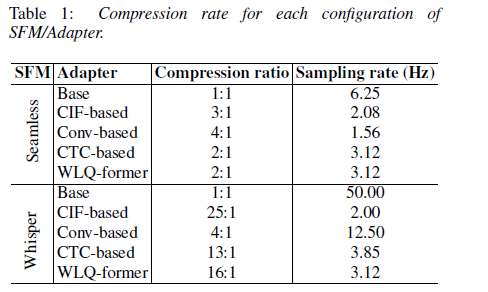 Table 1: Compression rate for each configuration of
SFM/Adapter.
SFM Adapter Compression ratio Sampling rate (Hz)
Seamless
Base 1:1 6.25
CIF-based 3:1 2.08
Conv-based 4:1 1.56
CTC-based 2:1 3.12
WLQ-former 2:1 3.12
Whisper
Base 1:1 50.00
CIF-based 25:1 2.00
Conv-based 4:1 12.50
CTC-based 13:1 3.85
WLQ-former 16:1 3.12